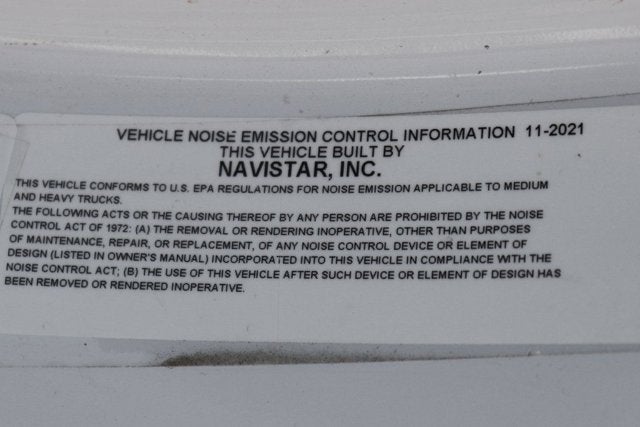 VEHICLE NOISE EMISSION CONTROL INFORMATION 11-2021
THIS VEHICLE BUILT BY
NAVISTAR, INC.
THIS VEHICLE CONFORMS TO U.S. EPA REGULATIONS FOR NOISE EMISSION APPLICABLE TO MEDIUM
AND HEAVY TRUCKS.
THE FOLLOWING ACTS OR THE CAUSING THEREOF BY ANY PERSON ARE PROHIBITED BY THE NOISE
CONTROL ACT OF 1972: (A) THE REMOVAL OR RENDERING INOPERATIVE, OTHER THAN PURPOSES
OF MAINTENANCE, REPAIR, OR REPLACEMENT, OF ANY NOISE CONTROL DEVICE OR ELEMENT OF
DESIGN (LISTED IN OWNER'S MANUAL) INCORPORATED INTO THIS VEHICLE IN COMPLIANCE WITH THE
NOISE CONTROL ACT; (B) THE USE OF THIS VEHICLE AFTER SUCH DEVICE OR ELEMENT OF DESIGN HAS
BEEN REMOVED OR RENDERED INOPERATIVE.